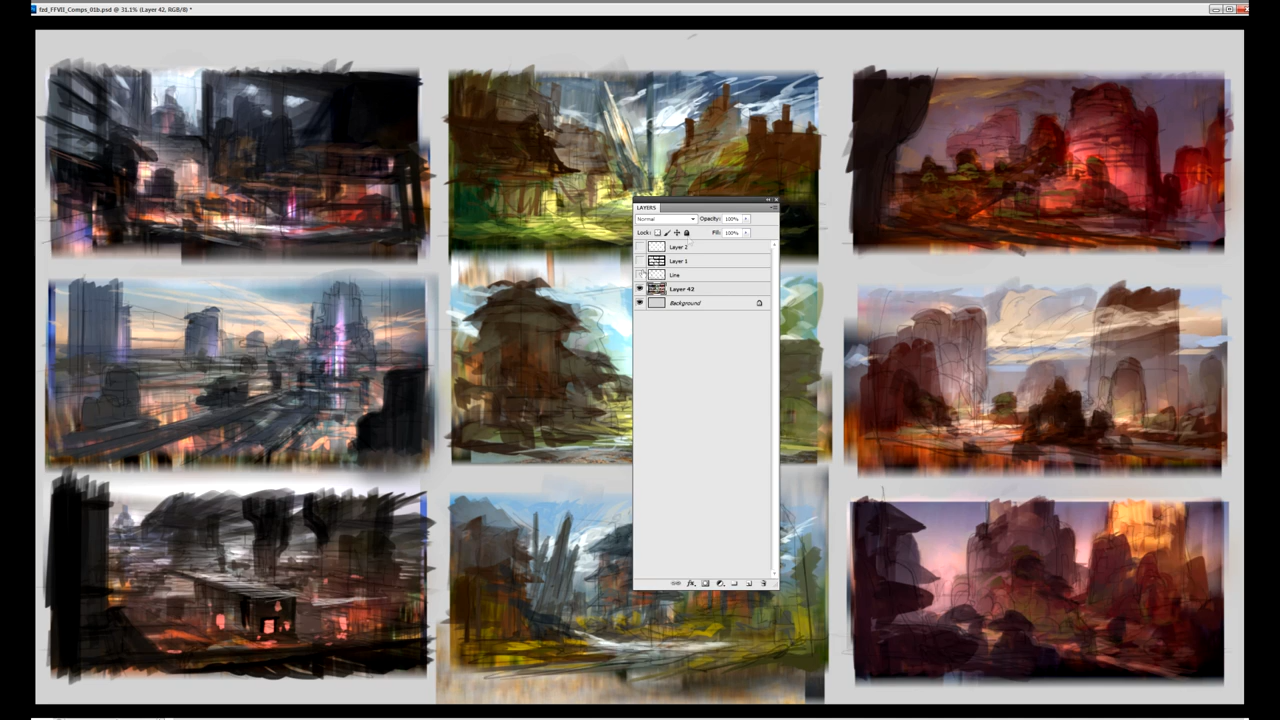 fzd_FFVII_Comps_01b.psd @ 31.1% (Layer 42, RGB/8) *
LAYERS
Normal Opacity: 100%
Lock: Fill: 100%
Layer 2
Layer 1
Line
Layer 42
Background
fx.